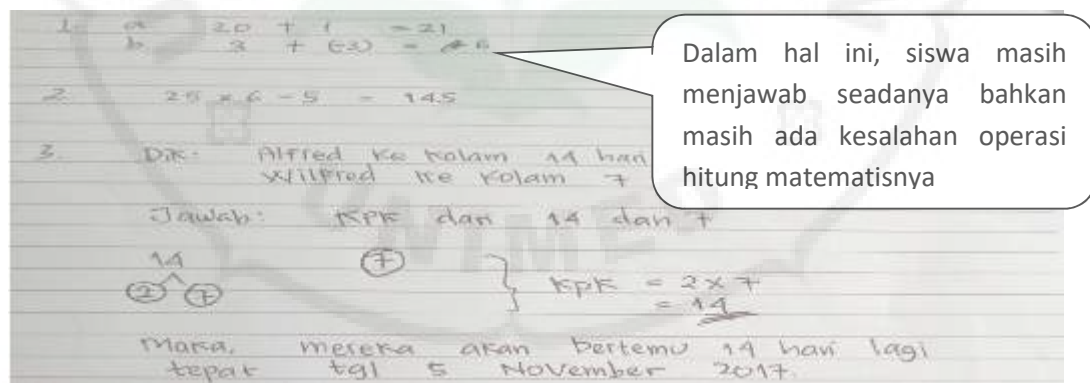 1. a 20 + 1 = 21
b 3 + (-3) = 6
2. 25 x 6 - 5 = 145
3. Dik: Alfred ke kolam 14 hari
Wilfred ke kolam 7
Jawab: KPK dari 14 dan 7
14 7
2 7
KPK = 2 x 7
= 14
Maka, mereka akan bertemu 14 hari lagi
tepat tgl 5 November 2017.
Dalam hal ini, siswa masih
menjawab seadanya bahkan
masih ada kesalahan operasi
hitung matematisnya
UNIMED